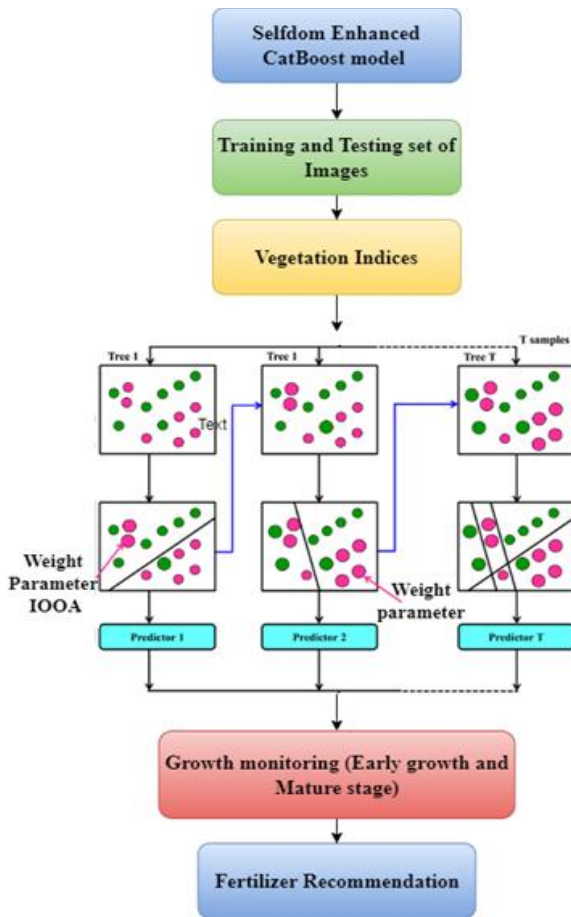 Selfdom Enhanced
CatBoost model
Training and Testing set of
Images
Vegetation Indices
T samples
Tree 1
Tree 1
Tree T
Text
Weight
Parameter
IOOA
Weight
parameter
Predictor 1
Predictor 2
Predictor T
Growth monitoring (Early growth and
Mature stage)
Fertilizer Recommendation